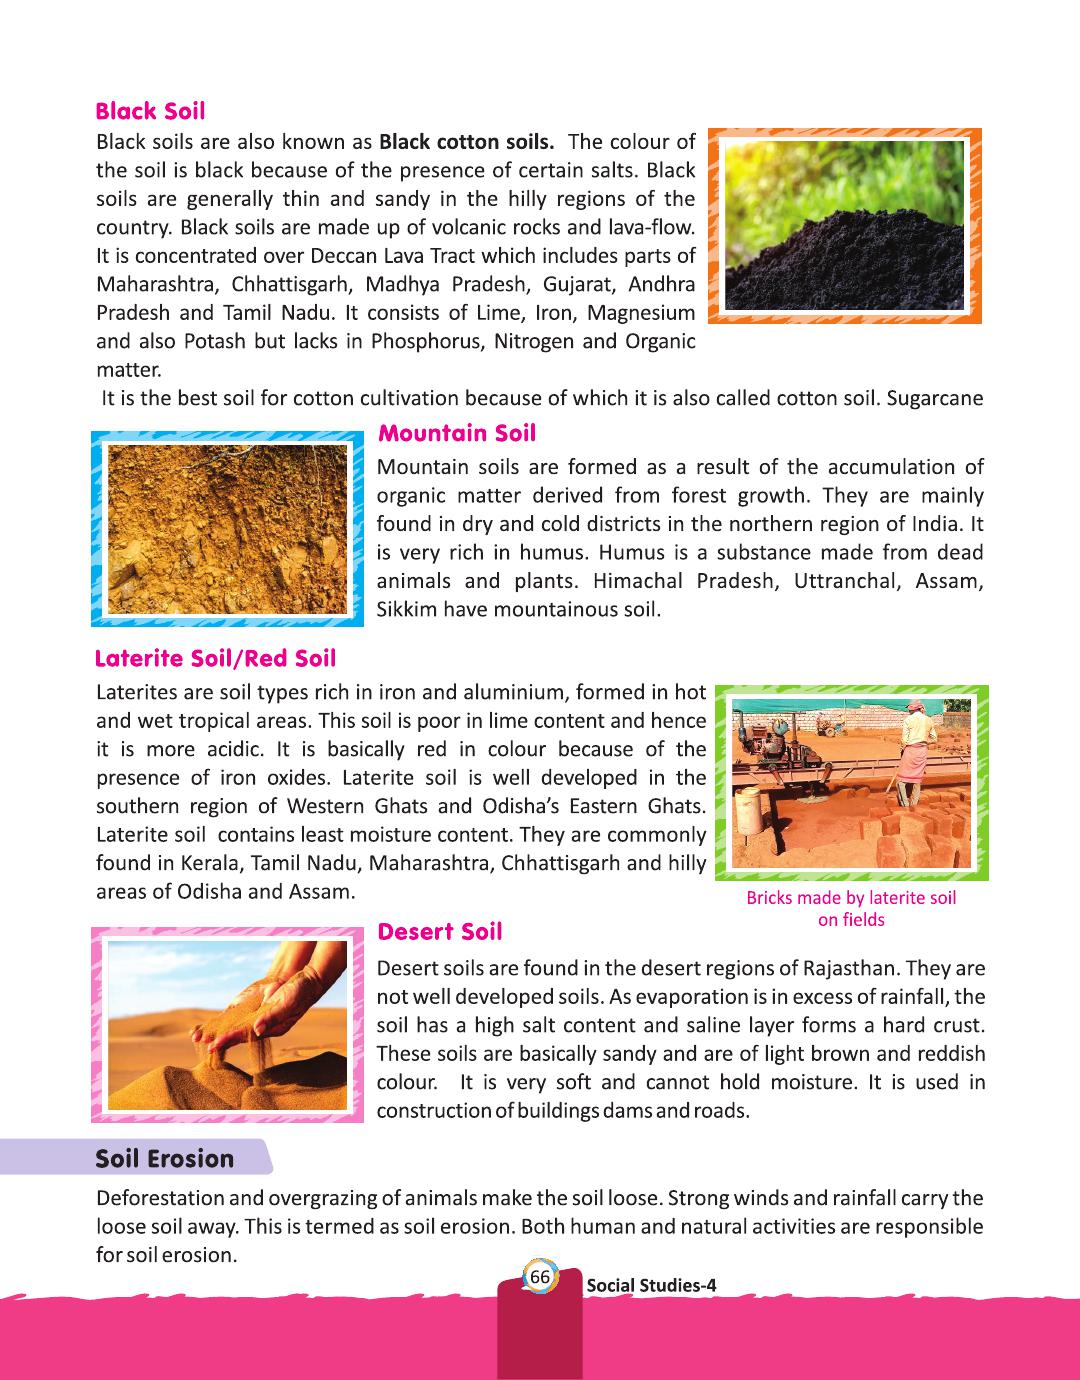 Black Soil
Black soils are also known as Black cotton soils. The colour of
the soil is black because of the presence of certain salts. Black
soils are generally thin and sandy in the hilly regions of the
country. Black soils are made up of volcanic rocks and lava-flow.
It is concentrated over Deccan Lava Tract which includes parts of
Maharashtra, Chhattisgarh, Madhya Pradesh, Gujarat, Andhra
Pradesh and Tamil Nadu. It consists of Lime, Iron, Magnesium
and also Potash but lacks in Phosphorus, Nitrogen and Organic
matter.
It is the best soil for cotton cultivation because of which it is also called cotton soil. Sugarcane
Mountain Soil
Mountain soils are formed as a result of the accumulation of
organic matter derived from forest growth. They are mainly
found in dry and cold districts in the northern region of India. It
is very rich in humus. Humus is a substance made from dead
animals and plants. Himachal Pradesh, Uttranchal, Assam,
Sikkim have mountainous soil.
Laterite Soil/Red Soil
Laterites are soil types rich in iron and aluminium, formed in hot
and wet tropical areas. This soil is poor in lime content and hence
it is more acidic. It is basically red in colour because of the
presence of iron oxides. Laterite soil is well developed in the
southern region of Western Ghats and Odisha's Eastern Ghats.
Laterite soil contains least moisture content. They are commonly
found in Kerala, Tamil Nadu, Maharashtra, Chhattisgarh and hilly
areas of Odisha and Assam.
Bricks made by laterite soil
on fields
Desert Soil
Desert soils are found in the desert regions of Rajasthan. They are
not well developed soils. As evaporation is in excess of rainfall, the
soil has a high salt content and saline layer forms a hard crust.
These soils are basically sandy and are of light brown and reddish
colour. It is very soft and cannot hold moisture. It is used in
construction of buildings dams and roads.
Soil Erosion
Deforestation and overgrazing of animals make the soil loose. Strong winds and rainfall carry the
loose soil away. This is termed as soil erosion. Both human and natural activities are responsible
for soil erosion.
66
Social Studies-4